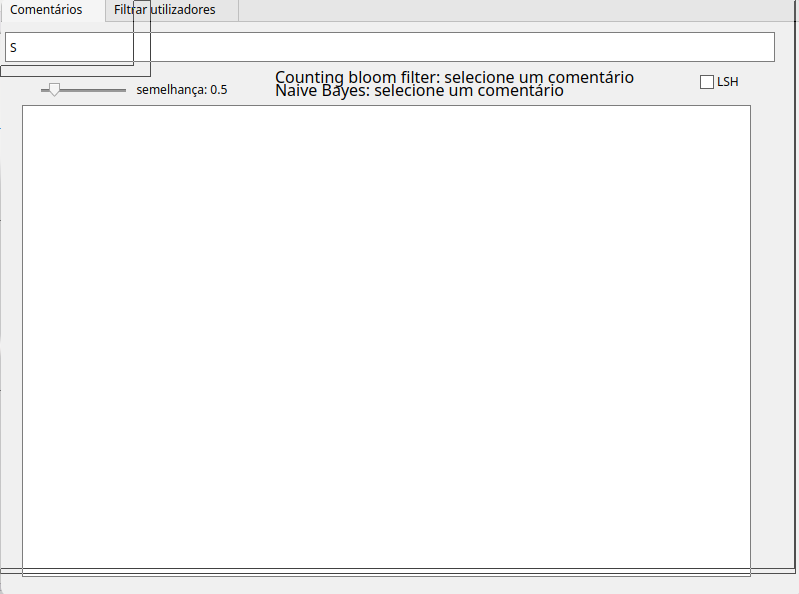 Comentários
Filtrar utilizadores
S
semelhança: 0.5
Counting bloom filter: selecione um comentário
Naive Bayes: selecione um comentário
LSH